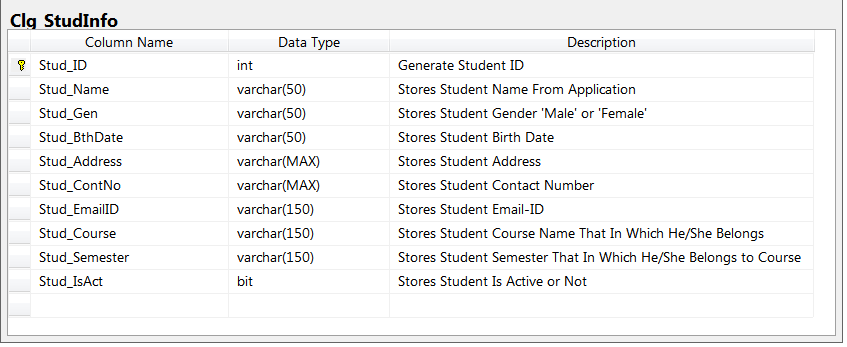 Clg_StudInfo
Column Name Data Type Description
Stud_ID int Generate Student ID
Stud_Name varchar(50) Stores Student Name From Application
Stud_Gen varchar(50) Stores Student Gender 'Male' or 'Female'
Stud_BthDate varchar(50) Stores Student Birth Date
Stud_Address varchar(MAX) Stores Student Address
Stud_ContNo varchar(MAX) Stores Student Contact Number
Stud_EmailID varchar(150) Stores Student Email-ID
Stud_Course varchar(150) Stores Student Course Name That In Which He/She Belongs
Stud_Semester varchar(150) Stores Student Semester That In Which He/She Belongs to Course
Stud_IsAct bit Stores Student Is Active or Not